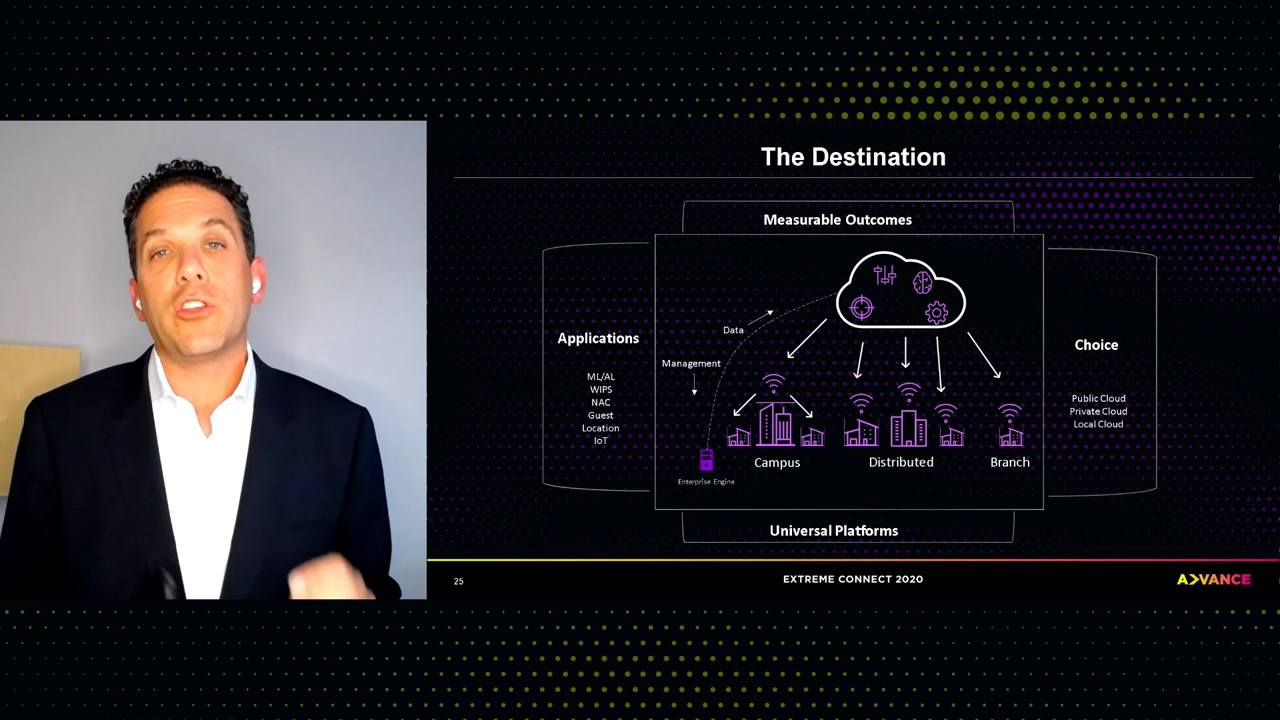 The Destination
Measurable Outcomes
Applications
ML/AL
WIPS
NAC
Guest
Location
IoT
Data
Management
Enterprise Engine
Campus
Distributed
Branch
Choice
Public Cloud
Private Cloud
Local Cloud
Universal Platforms
25
EXTREME CONNECT 2020
ADVANCE